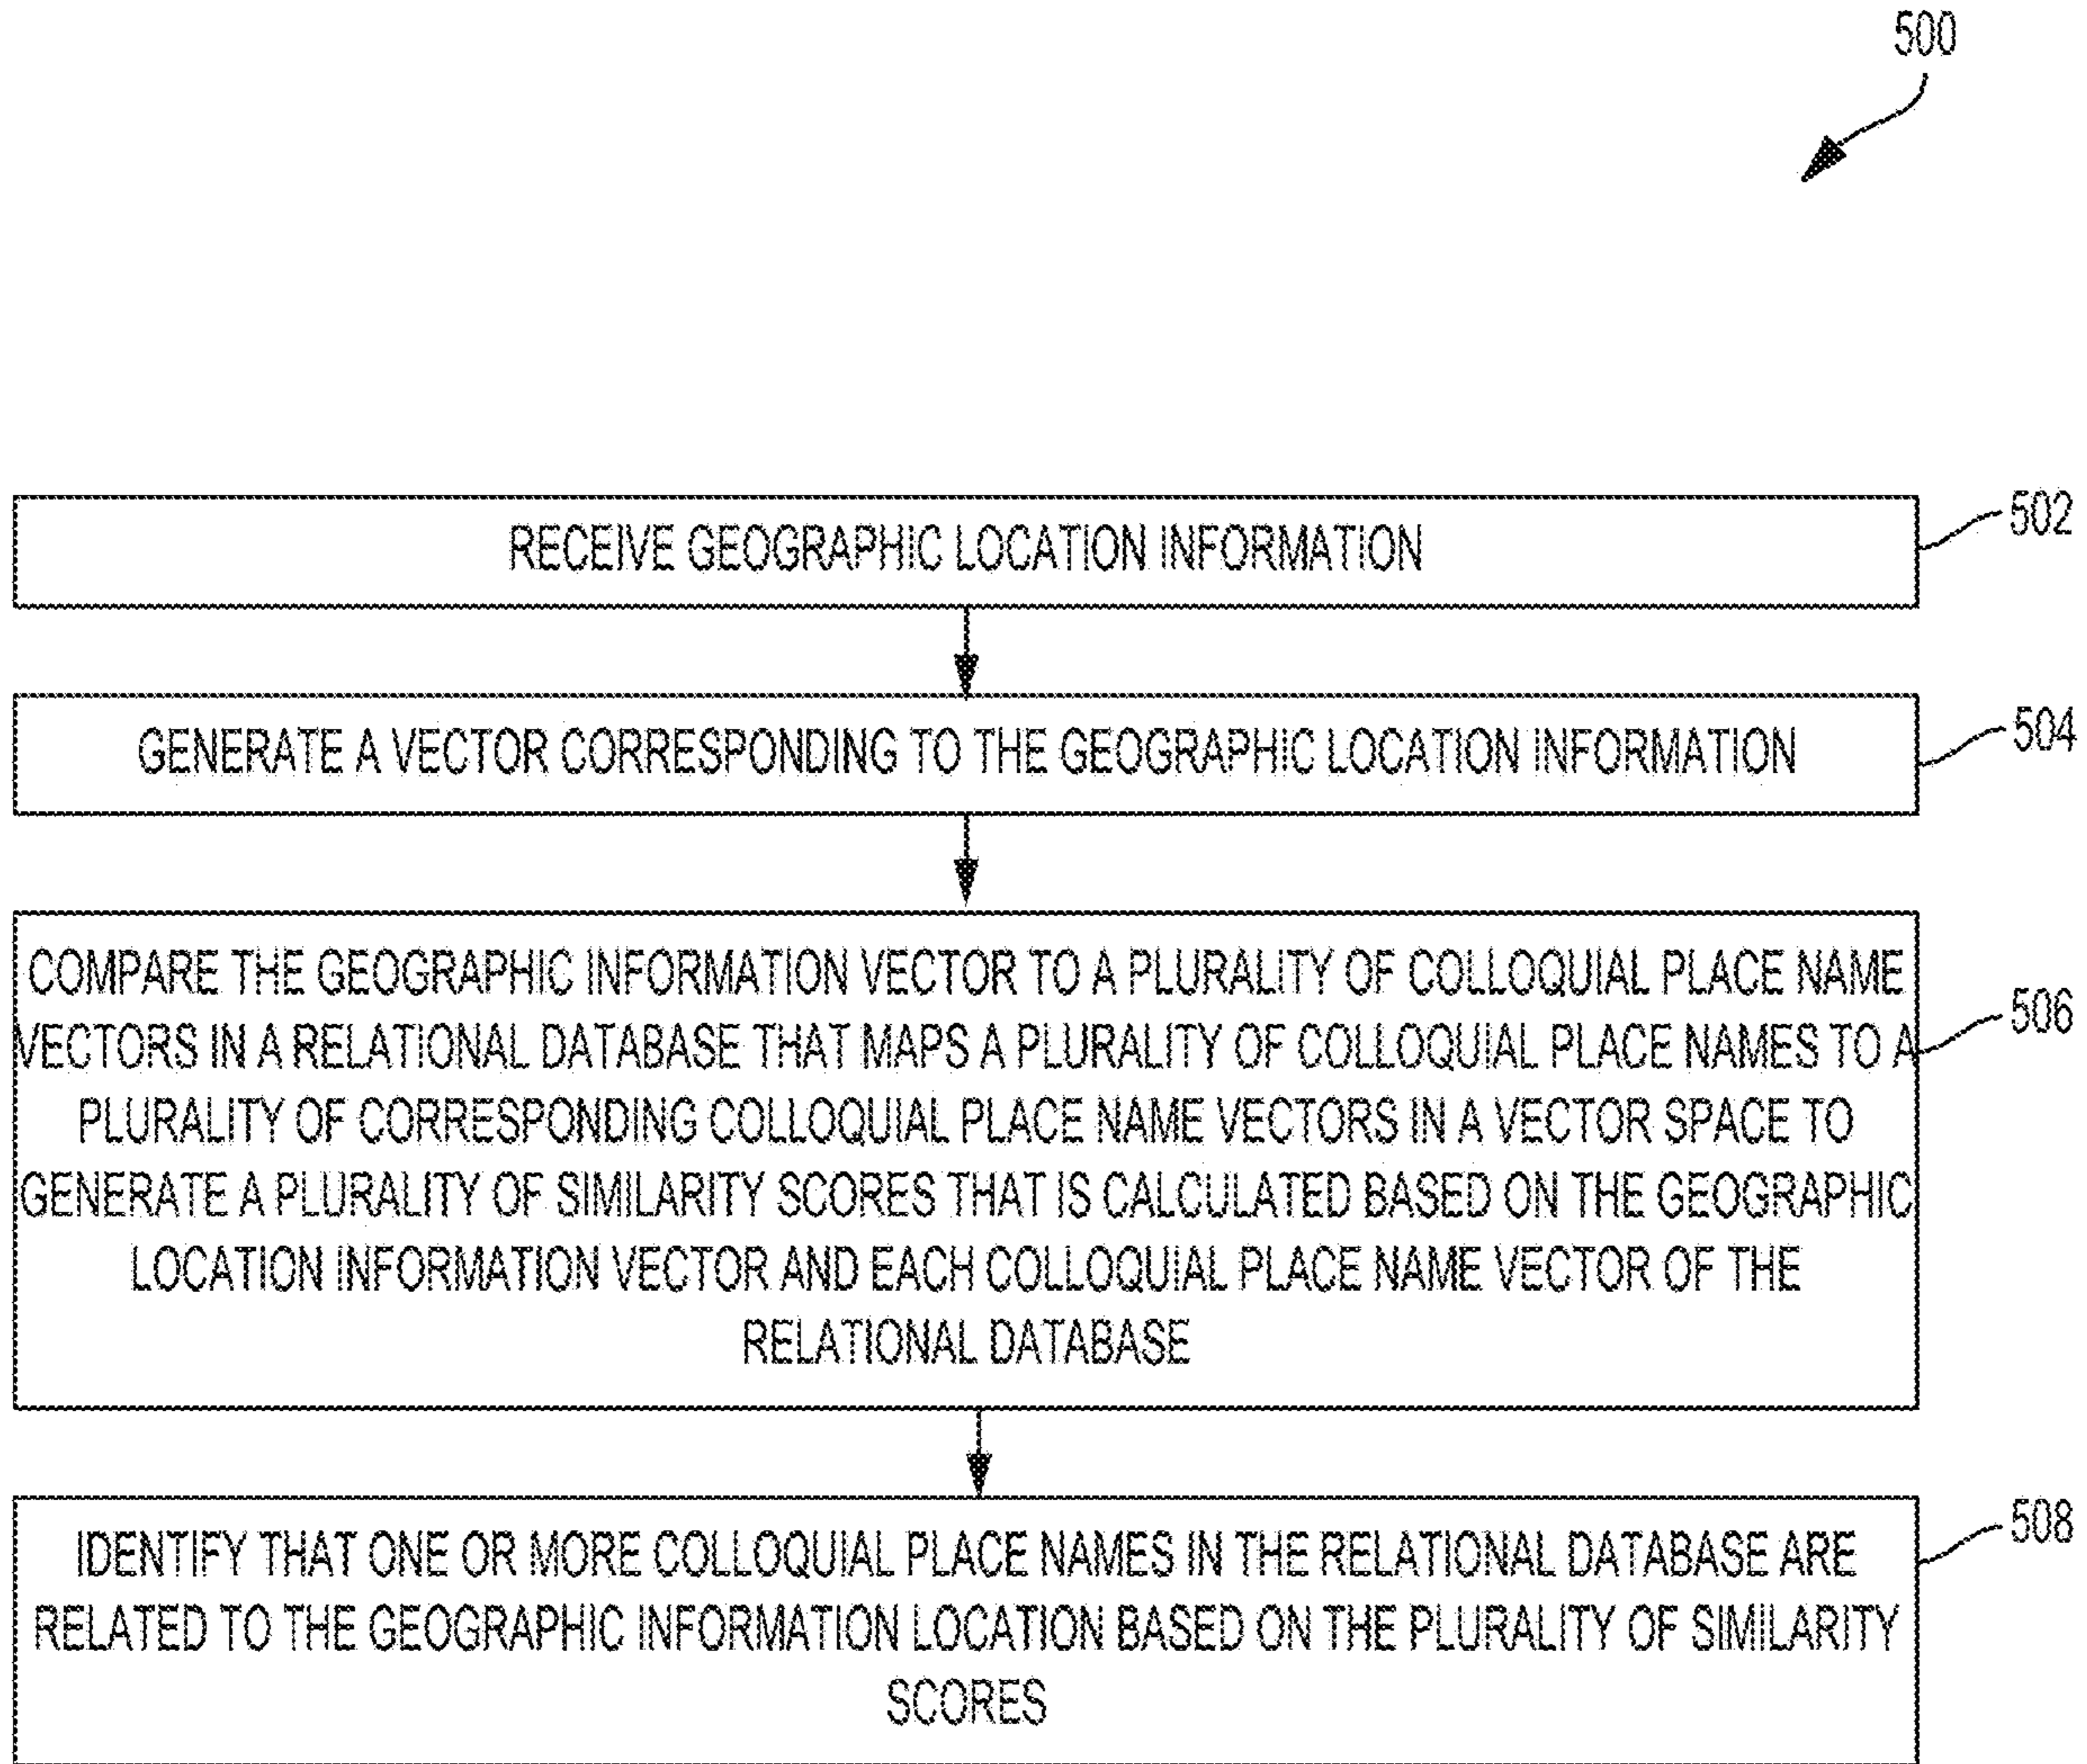 500
RECEIVE GEOGRAPHIC LOCATION INFORMATION
502
GENERATE A VECTOR CORRESPONDING TO THE GEOGRAPHIC LOCATION INFORMATION
504
COMPARE THE GEOGRAPHIC INFORMATION VECTOR TO A PLURALITY OF COLLOQUIAL PLACE NAME
VECTORS IN A RELATIONAL DATABASE THAT MAPS A PLURALITY OF COLLOQUIAL PLACE NAMES TO A
PLURALITY OF CORRESPONDING COLLOQUIAL PLACE NAME VECTORS IN A VECTOR SPACE TO
GENERATE A PLURALITY OF SIMILARITY SCORES THAT IS CALCULATED BASED ON THE GEOGRAPHIC
LOCATION INFORMATION VECTOR AND EACH COLLOQUIAL PLACE NAME VECTOR OF THE
RELATIONAL DATABASE
506
IDENTIFY THAT ONE OR MORE COLLOQUIAL PLACE NAMES IN THE RELATIONAL DATABASE ARE
RELATED TO THE GEOGRAPHIC INFORMATION LOCATION BASED ON THE PLURALITY OF SIMILARITY
SCORES
508